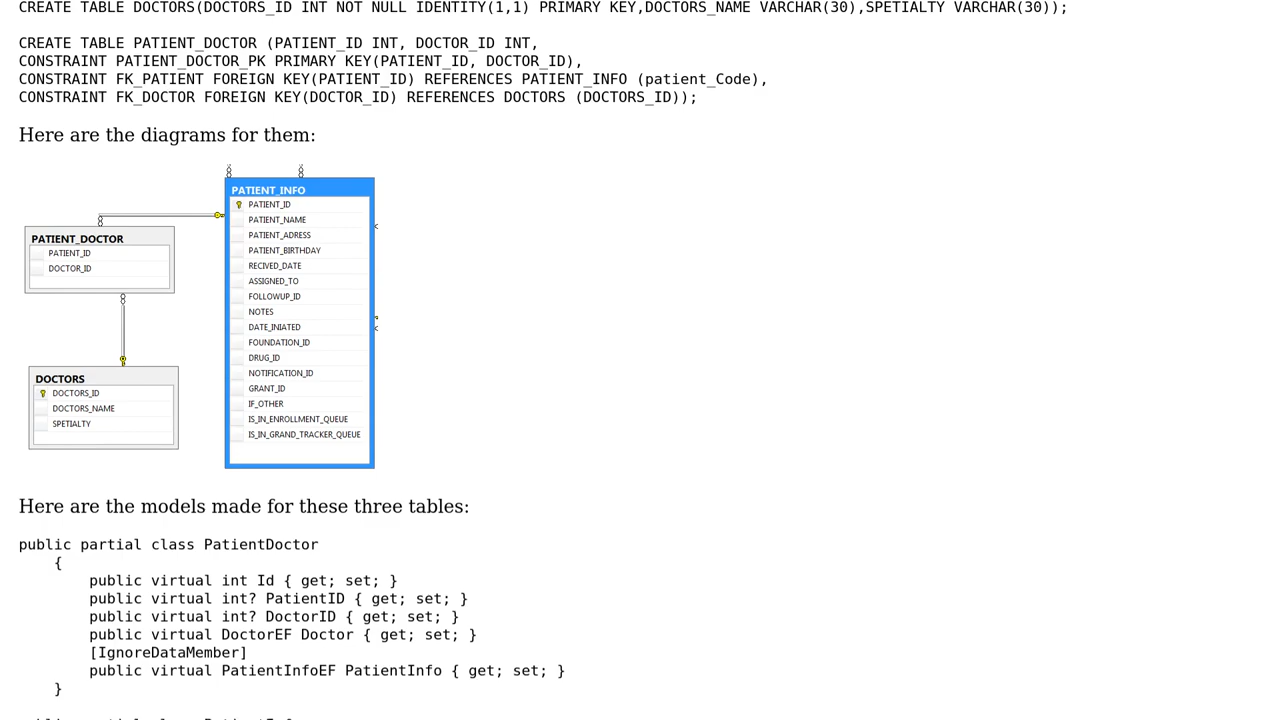 CREATE TABLE DOCTORS(DOCTORS_ID INT NOT NULL IDENTITY(1,1) PRIMARY KEY,DOCTORS_NAME VARCHAR(30),SPETIALTY VARCHAR(30));
CREATE TABLE PATIENT_DOCTOR (PATIENT_ID INT, DOCTOR_ID INT,
CONSTRAINT PATIENT_DOCTOR_PK PRIMARY KEY(PATIENT_ID, DOCTOR_ID),
CONSTRAINT FK_PATIENT FOREIGN KEY(PATIENT_ID) REFERENCES PATIENT_INFO (patient_Code),
CONSTRAINT FK_DOCTOR FOREIGN KEY(DOCTOR_ID) REFERENCES DOCTORS (DOCTORS_ID));
Here are the diagrams for them:
PATIENT_DOCTOR
PATIENT_ID
DOCTOR_ID
DOCTORS
DOCTORS_ID
DOCTORS_NAME
SPETIALTY
PATIENT_INFO
PATIENT_ID
PATIENT_NAME
PATIENT_ADRESS
PATIENT_BIRTHDAY
RECIVED_DATE
ASSIGNED_TO
FOLLOWUP_ID
NOTES
DATE_INIATED
FOUNDATION_ID
DRUG_ID
NOTIFICATION_ID
GRANT_ID
IF_OTHER
IS_IN_ENROLLMENT_QUEUE
IS_IN_GRAND_TRACKER_QUEUE
Here are the models made for these three tables:
public partial class PatientDoctor
    {
        public virtual int Id { get; set; }
        public virtual int? PatientID { get; set; }
        public virtual int? DoctorID { get; set; }
        public virtual DoctorEF Doctor { get; set; }
        [IgnoreDataMember]
        public virtual PatientInfoEF PatientInfo { get; set; }
    }